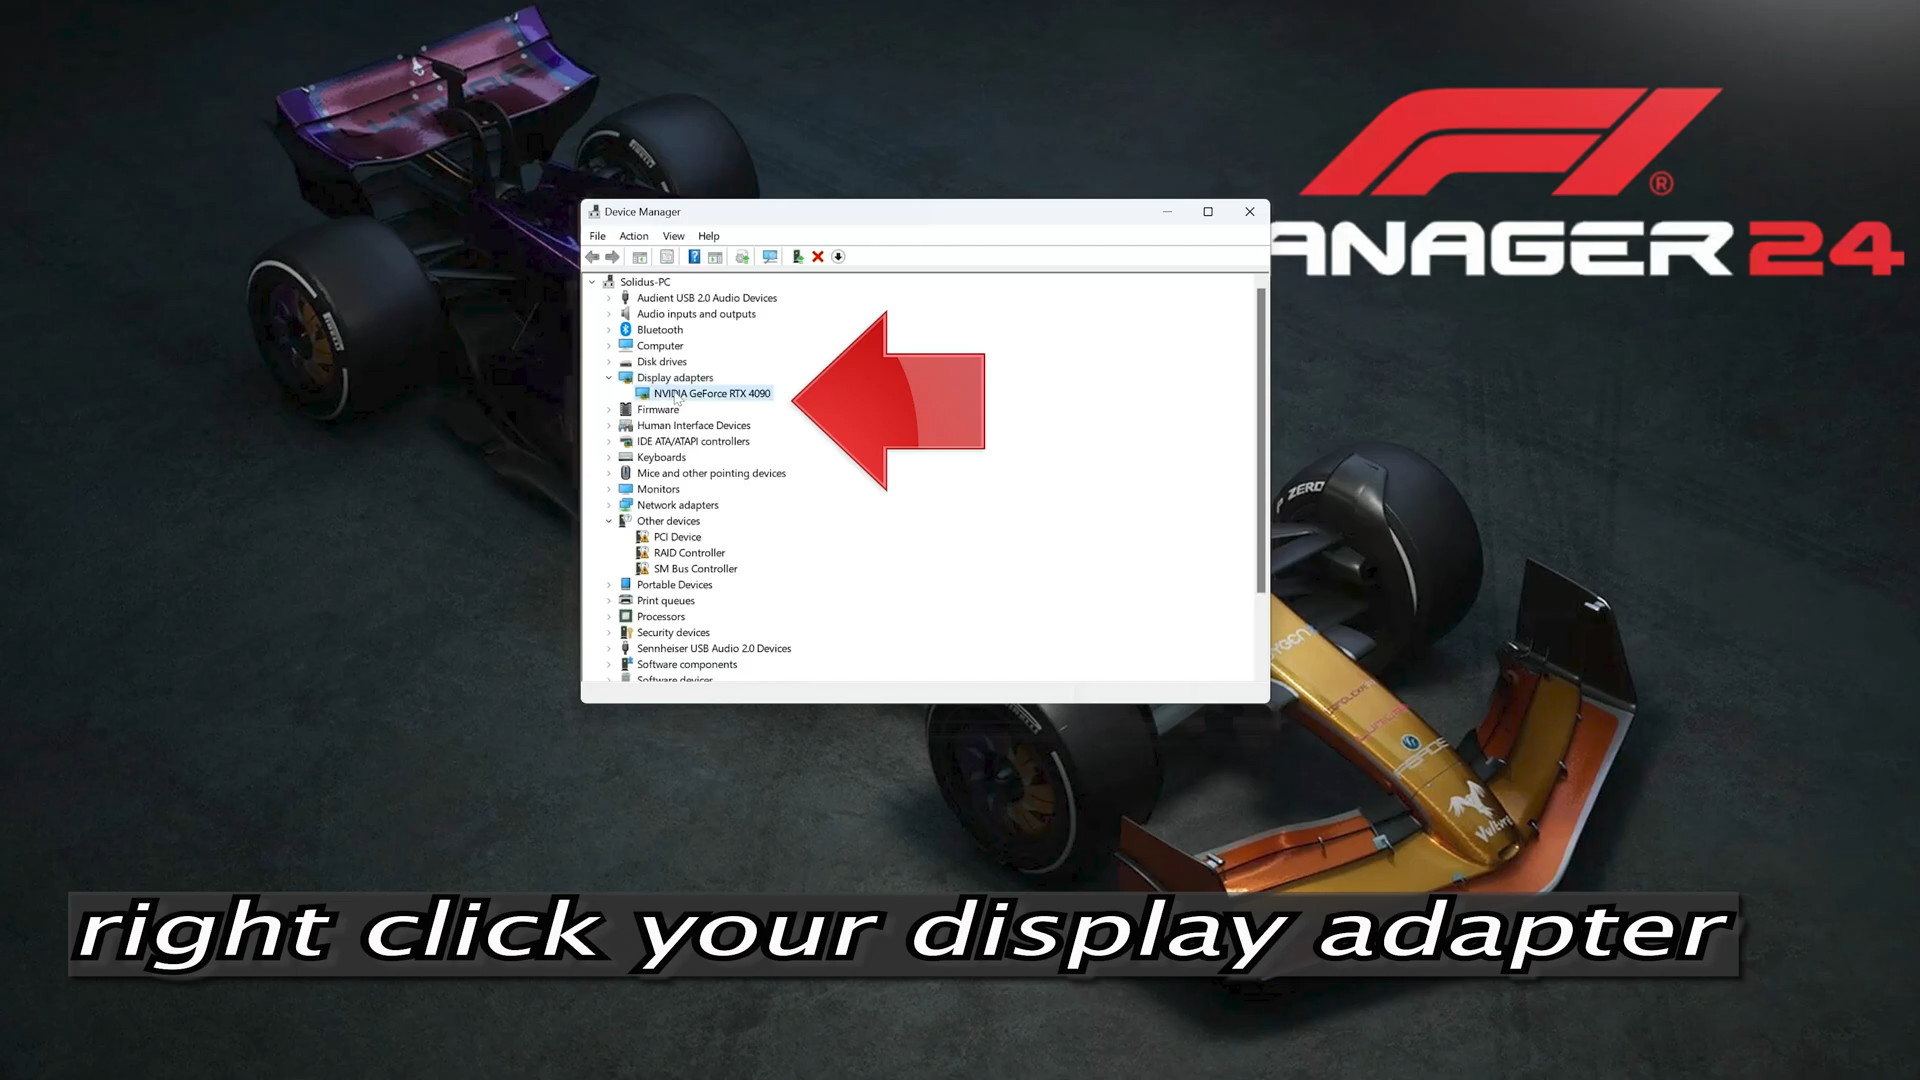 F1®
ANAGER 24
Device Manager
File Action View Help
Solidus-PC
Audient USB 2.0 Audio Devices
Audio inputs and outputs
Bluetooth
Computer
Disk drives
Display adapters
NVIDIA GeForce RTX 4090
Firmware
Human Interface Devices
IDE ATA/ATAPI controllers
Keyboards
Mice and other pointing devices
Monitors
Network adapters
Other devices
PCI Device
RAID Controller
SM Bus Controller
Portable Devices
Print queues
Processors
Security devices
Sennheiser USB Audio 2.0 Devices
Software components
Software devices
ZERO
right click your display adapter